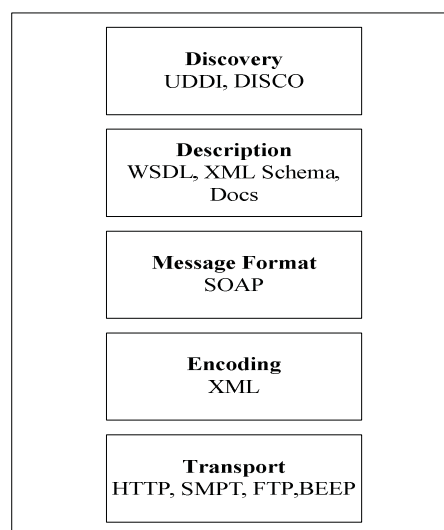 Discovery
UDDI, DISCO
Description
WSDL, XML Schema,
Docs
Message Format
SOAP
Encoding
XML
Transport
HTTP, SMPT, FTP,BEEP